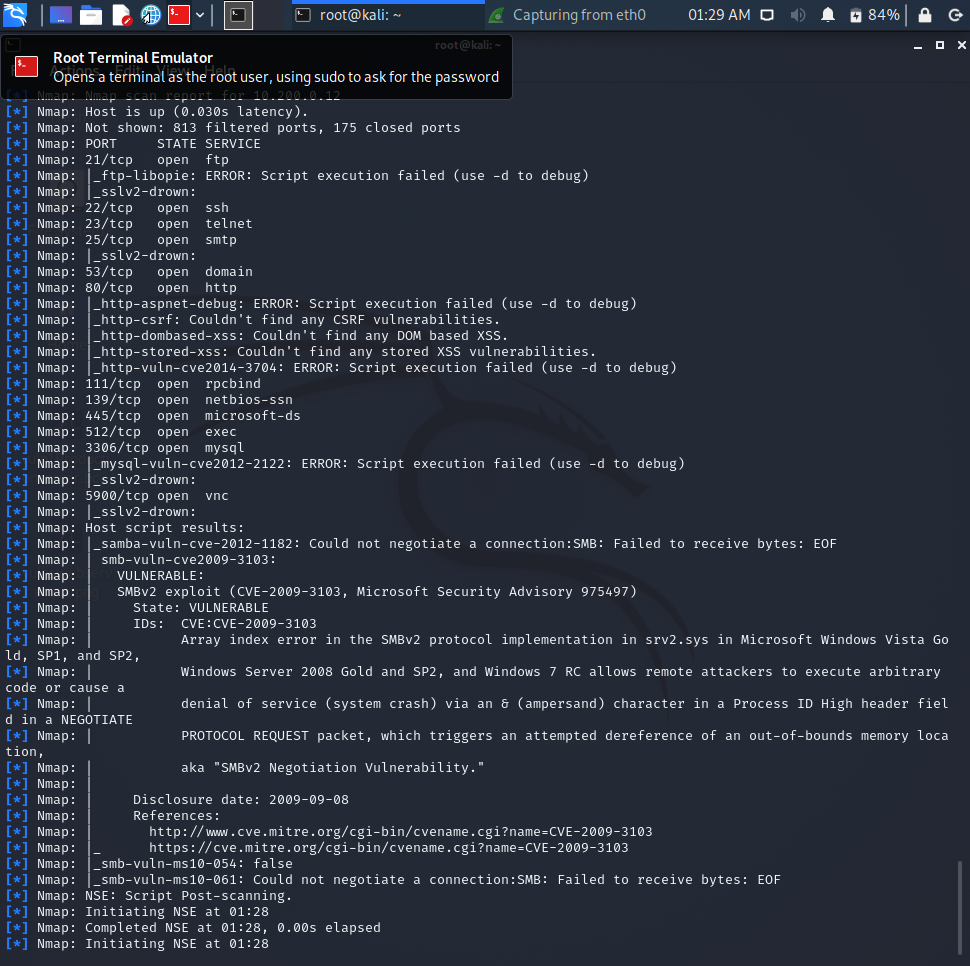 root@kali: ~
Capturing from eth0
01:29 AM
84%
root@kali: ~
Root Terminal Emulator
Opens a terminal as the root user, using sudo to ask for the password
Actions Edit View Help
[*] Nmap: Nmap scan report for 10.200.0.12
[*] Nmap: Host is up (0.030s latency).
[*] Nmap: Not shown: 813 filtered ports, 175 closed ports
[*] Nmap: PORT     STATE SERVICE
[*] Nmap: 21/tcp   open  ftp
[*] Nmap: |_ftp-libopie: ERROR: Script execution failed (use -d to debug)
[*] Nmap: |_sslv2-drown:
[*] Nmap: 22/tcp   open  ssh
[*] Nmap: 23/tcp   open  telnet
[*] Nmap: 25/tcp   open  smtp
[*] Nmap: |_sslv2-drown:
[*] Nmap: 53/tcp   open  domain
[*] Nmap: 80/tcp   open  http
[*] Nmap: |_http-aspnet-debug: ERROR: Script execution failed (use -d to debug)
[*] Nmap: |_http-csrf: Couldn't find any CSRF vulnerabilities.
[*] Nmap: |_http-dombased-xss: Couldn't find any DOM based XSS.
[*] Nmap: |_http-stored-xss: Couldn't find any stored XSS vulnerabilities.
[*] Nmap: |_http-vuln-cve2014-3704: ERROR: Script execution failed (use -d to debug)
[*] Nmap: 111/tcp  open  rpcbind
[*] Nmap: 139/tcp  open  netbios-ssn
[*] Nmap: 445/tcp  open  microsoft-ds
[*] Nmap: 512/tcp  open  exec
[*] Nmap: 3306/tcp open  mysql
[*] Nmap: |_mysql-vuln-cve2012-2122: ERROR: Script execution failed (use -d to debug)
[*] Nmap: |_sslv2-drown:
[*] Nmap: 5900/tcp open  vnc
[*] Nmap: |_sslv2-drown:
[*] Nmap: Host script results:
[*] Nmap: |_samba-vuln-cve-2012-1182: Could not negotiate a connection:SMB: Failed to receive bytes: EOF
[*] Nmap: | smb-vuln-cve2009-3103:
[*] Nmap: |   VULNERABLE:
[*] Nmap: |   SMBv2 exploit (CVE-2009-3103, Microsoft Security Advisory 975497)
[*] Nmap: |     State: VULNERABLE
[*] Nmap: |     IDs:  CVE:CVE-2009-3103
[*] Nmap: |           Array index error in the SMBv2 protocol implementation in srv2.sys in Microsoft Windows Vista Go
ld, SP1, and SP2,
[*] Nmap: |           Windows Server 2008 Gold and SP2, and Windows 7 RC allows remote attackers to execute arbitrary
code or cause a
[*] Nmap: |           denial of service (system crash) via an & (ampersand) character in a Process ID High header fiel
d in a NEGOTIATE
[*] Nmap: |           PROTOCOL REQUEST packet, which triggers an attempted dereference of an out-of-bounds memory loca
tion,
[*] Nmap: |           aka "SMBv2 Negotiation Vulnerability."
[*] Nmap: |
[*] Nmap: |     Disclosure date: 2009-09-08
[*] Nmap: |     References:
[*] Nmap: |       http://www.cve.mitre.org/cgi-bin/cvename.cgi?name=CVE-2009-3103
[*] Nmap: |_      https://cve.mitre.org/cgi-bin/cvename.cgi?name=CVE-2009-3103
[*] Nmap: |_smb-vuln-ms10-054: false
[*] Nmap: |_smb-vuln-ms10-061: Could not negotiate a connection:SMB: Failed to receive bytes: EOF
[*] Nmap: NSE: Script Post-scanning.
[*] Nmap: Initiating NSE at 01:28
[*] Nmap: Completed NSE at 01:28, 0.00s elapsed
[*] Nmap: Initiating NSE at 01:28